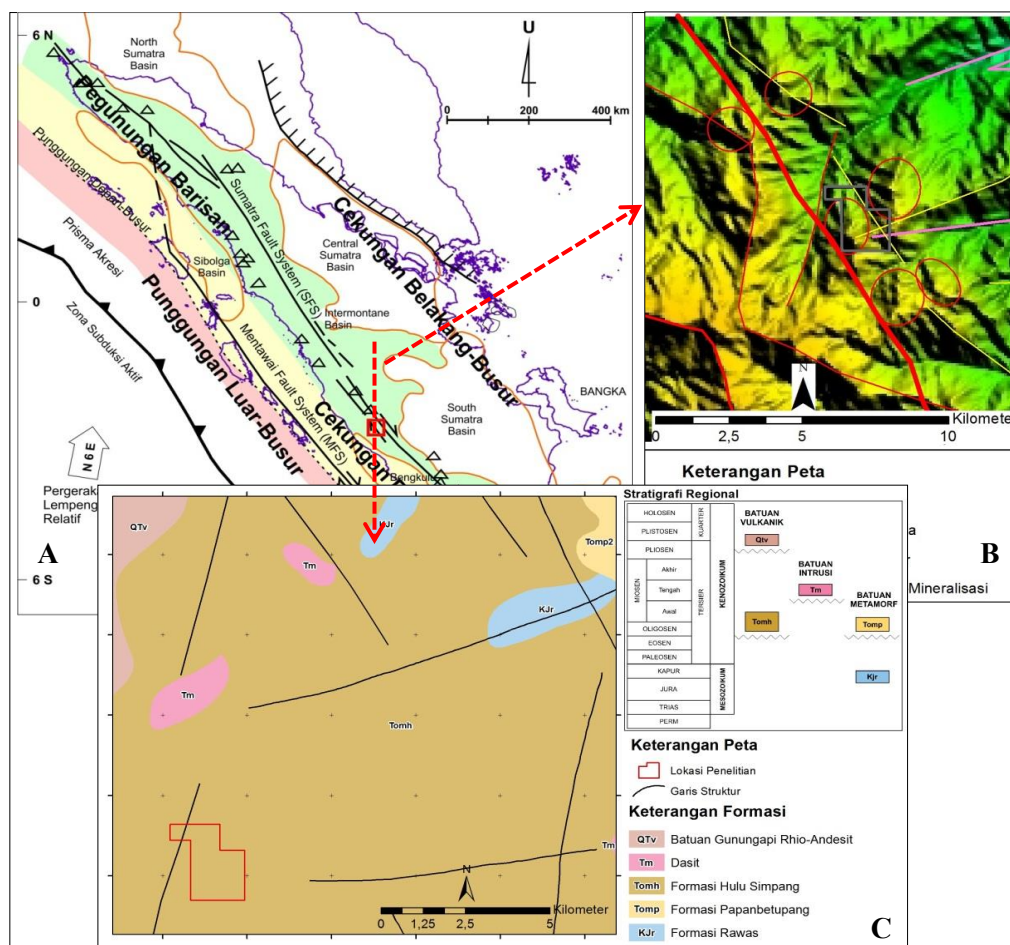 6 N
0
6 S
A
North
Sumatra
Basin
U
0 200 400 km
Pegunungan Barisan
Punggungan Depan-Busur
Prisma Akresi
Zona Subduksi Aktif
Sibolga
Basin
Sumatra Fault System (SFS)
Central
Sumatra
Basin
Cekungan Belakang-Busur
Intermontane
Basin
Mentawai Fault System (MFS)
Punggungan Luar-Busur
Cekungan
BANGKA
South
Sumatra
Basin
Bengkulu
N6E
Pergerak
Lempeng
Relatif
N
Kilometer
0 2,5 5 10
Keterangan Peta
Mineralisasi
B
QTv
KJr
Tomp2
Tm
KJr
Tm
Tomh
Tm
N
Kilometer
0 1,25 2,5 5
Stratigrafi Regional
HOLOSEN
PLISTOSEN
KUARTER
PLIOSEN
MIOSEN
Akhir
Tengah
Awal
OLIGOSEN
EOSEN
PALEOSEN
TERSIER
KENOZOIKUM
KAPUR
JURA
TRIAS
PERM
MESOZOIKUM
BATUAN
VULKANIK
Qtv
BATUAN
INTRUSI
Tm
BATUAN
METAMORF
Tomh
Tomp
Kjr
Keterangan Peta
Lokasi Penelitian
Garis Struktur
Keterangan Formasi
QTv Batuan Gunungapi Rhio-Andesit
Tm Dasit
Tomh Formasi Hulu Simpang
Tomp Formasi Papanbetupang
KJr Formasi Rawas
C